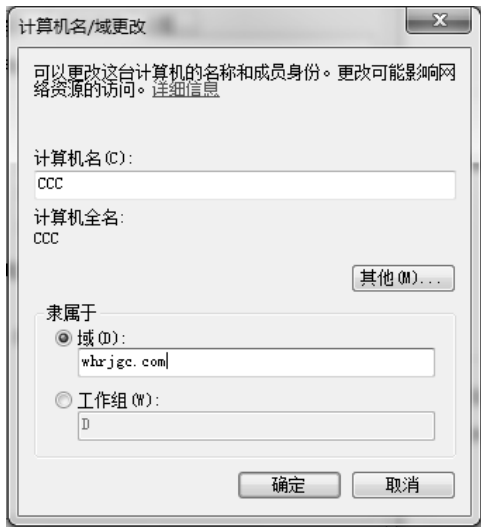 计算机名/域更改
可以更改这台计算机的名称和成员身份。更改可能影响网
络资源的访问。详细信息
计算机名(C):
CCC
计算机全名:
CCC
其他(M)...
隶属于
域(D):
whrjgc.com
工作组(W):
D
确定
取消